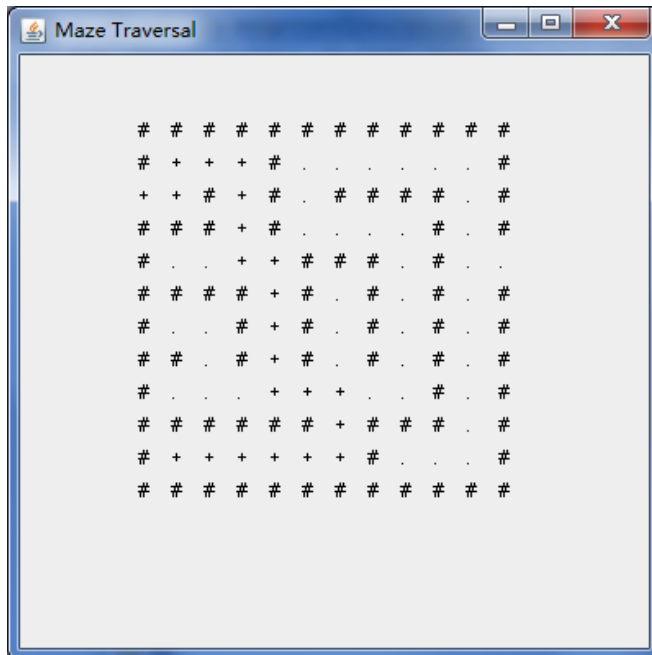 Maze Traversal
# # # # # # # # # # # #
# + + + # . . . . . . #
+ + # + # . # # # # . #
# # # + # . . . . # . #
# . . + + # # # . # . .
# # # # + # . # . # . #
# . . # + # . # . # . #
# # . # + # . # . # . #
# . . . + + + . . # . #
# # # # # # + # # # . #
# + + + + + + # . . . #
# # # # # # # # # # # #